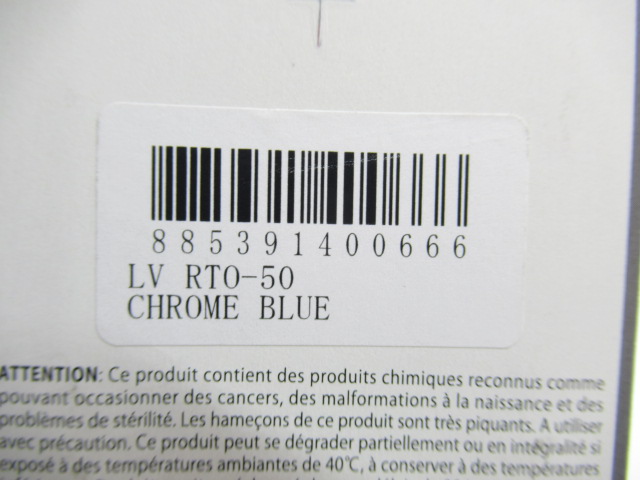 885391400666
LV RTO-50
CHROME BLUE
ATTENTION: Ce produit contient des produits chimiques reconnus comme
pouvant occasionner des cancers, des malformations à la naissance et des
problèmes de stérilité. Les hameçons de ce produit sont très piquants. A utiliser
avec précaution. Ce produit peut se dégrader partiellement ou en intégralité si
exposé à des températures ambiantes de 40℃, à conserver à des températures